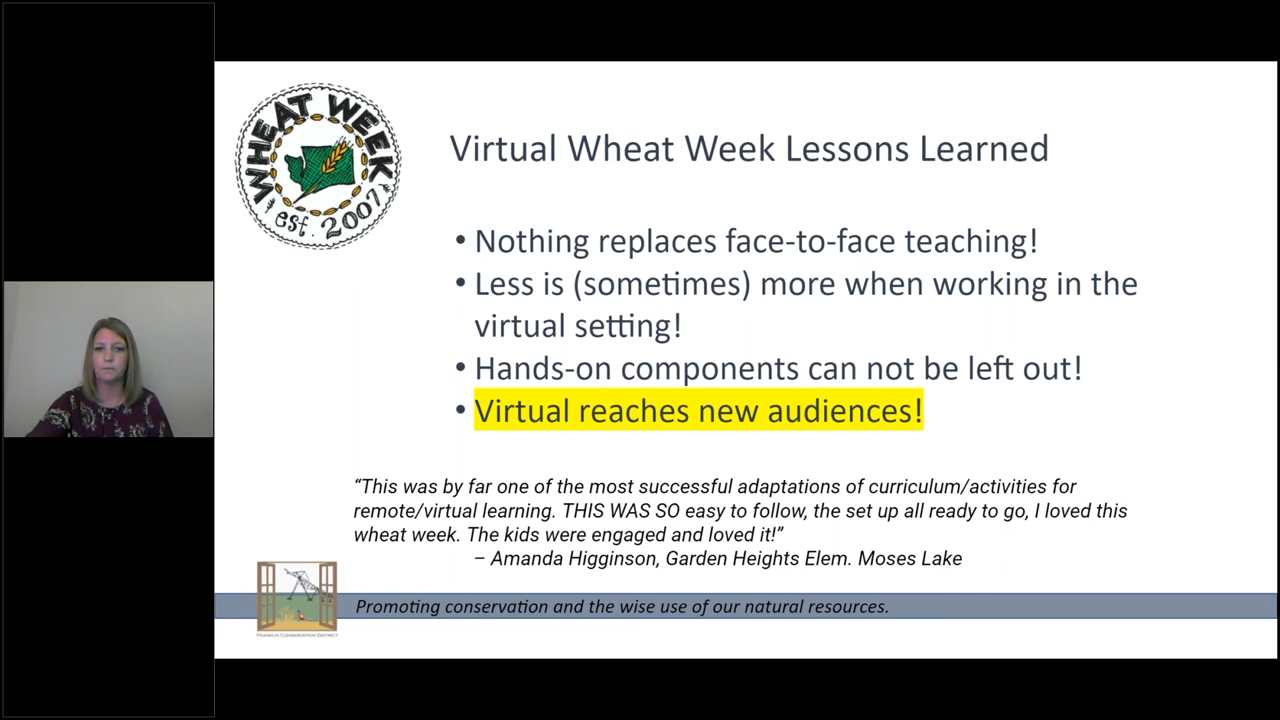 WHEAT WEEK
est. 2007
Virtual Wheat Week Lessons Learned
• Nothing replaces face-to-face teaching!
• Less is (sometimes) more when working in the
virtual setting!
• Hands-on components can not be left out!
• Virtual reaches new audiences!
“This was by far one of the most successful adaptations of curriculum/activities for
remote/virtual learning. THIS WAS SO easy to follow, the set up all ready to go, I loved this
wheat week. The kids were engaged and loved it!”
– Amanda Higginson, Garden Heights Elem. Moses Lake
Promoting conservation and the wise use of our natural resources.
FRANKLIN CONSERVATION DISTRICT